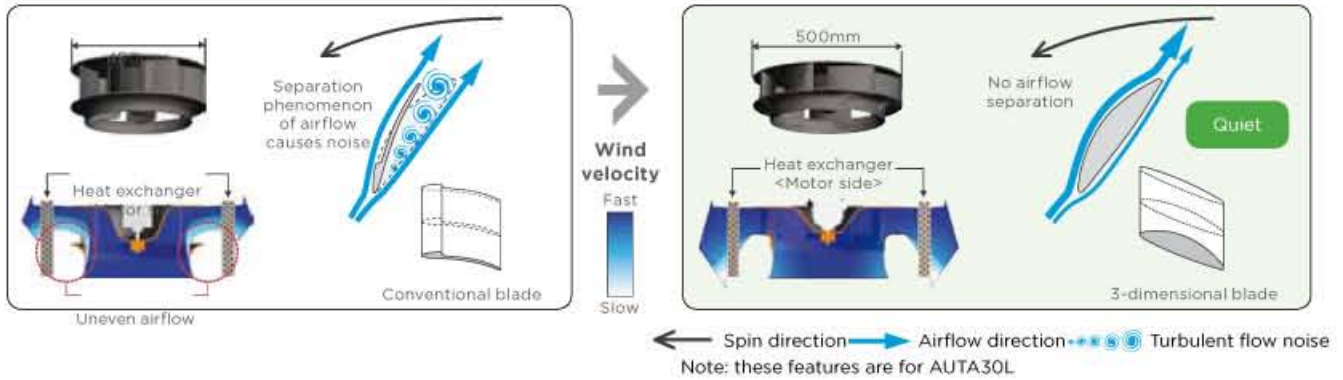 Separation
phenomenon
of airflow
causes noise
Heat exchanger
Uneven airflow
Conventional blade
Wind
velocity
Fast
Slow
500mm
No airflow
separation
Quiet
Heat exchanger
<Motor side>
3-dimensional blade
Spin direction
Airflow direction
Turbulent flow noise
Note: these features are for AUTA30L